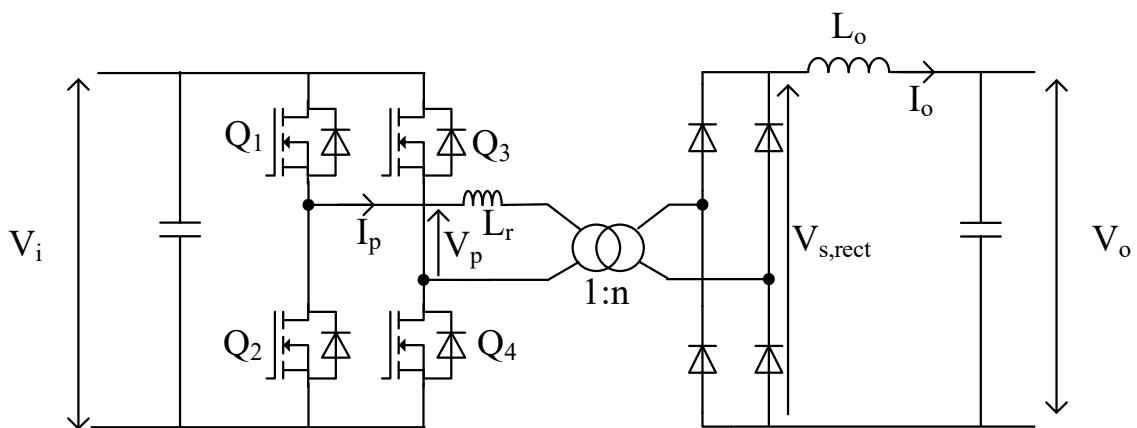 Lₒ
Iₒ
Q₁
Q₃
Vᵢ
Iₚ
Lᵣ
Vₚ
1:n
Vₛ,ᵣₑcₜ
Vₒ
Q₂
Q₄